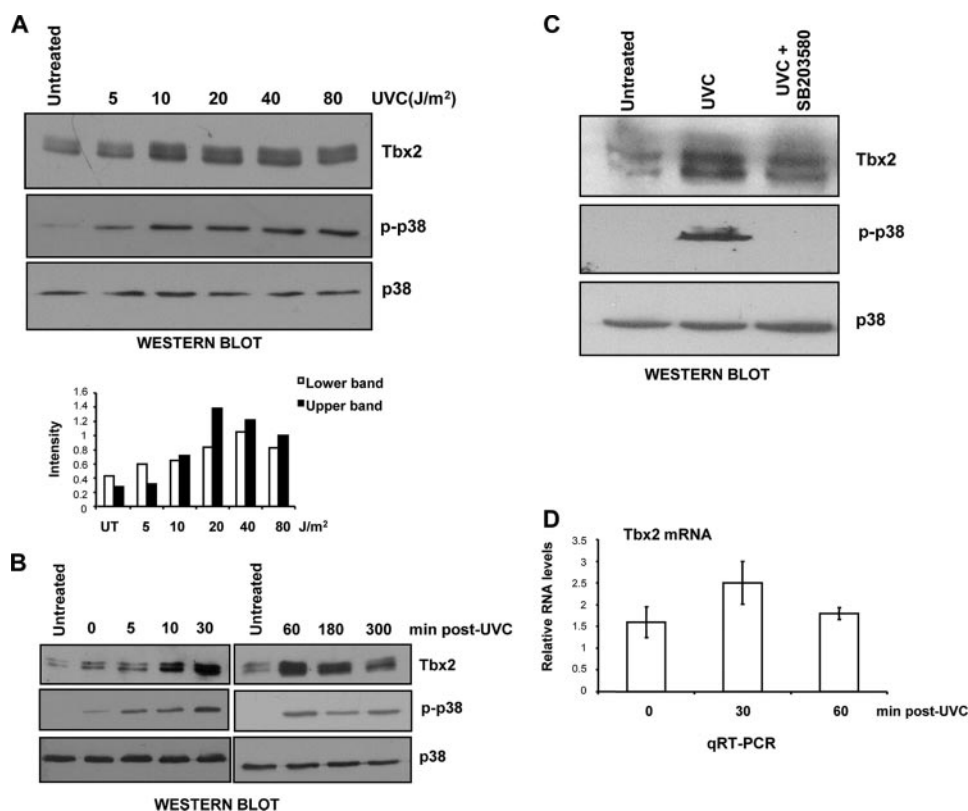 A
Untreated
5 10 20 40 80 UVC(J/m²)
Tbx2
p-p38
p38
WESTERN BLOT
Lower band
Upper band
Intensity
1.6
1.4
1.2
1
0.8
0.6
0.4
0.2
0
UT 5 10 20 40 80 J/m²
B
Untreated
0 5 10 30
Untreated
60 180 300 min post-UVC
Tbx2
p-p38
p38
WESTERN BLOT
C
Untreated
UVC
UVC +
SB203580
Tbx2
p-p38
p38
WESTERN BLOT
D
Tbx2 mRNA
Relative RNA levels
3.5
3
2.5
2
1.5
1
0.5
0
0 30 60 min post-UVC
qRT-PCR